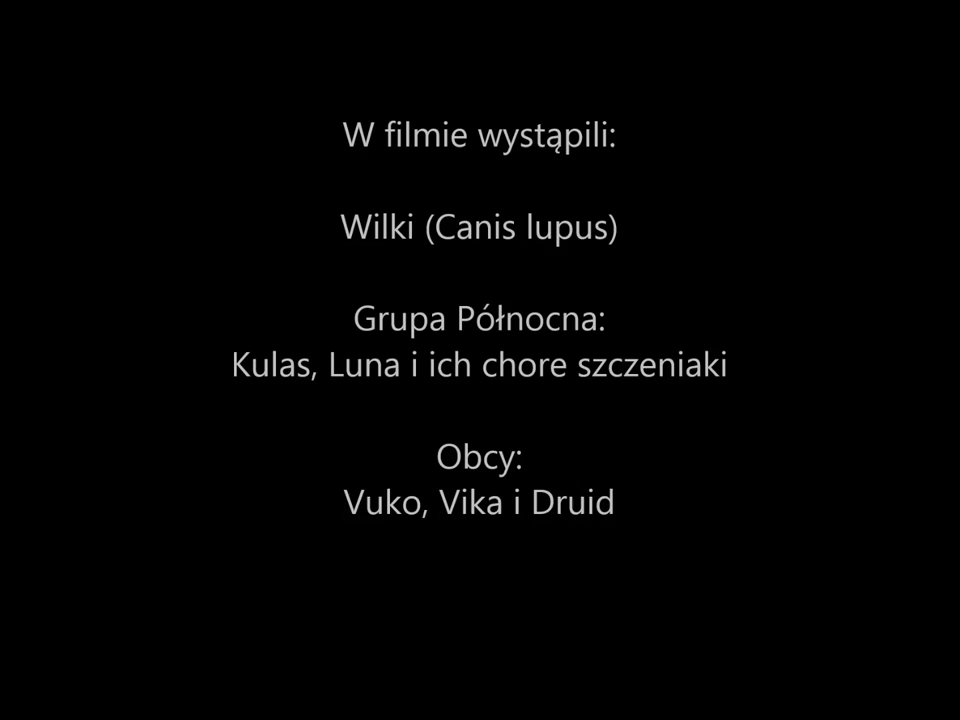 W filmie wystąpili:
Wilki (Canis lupus)
Grupa Północna:
Kulas, Luna i ich chore szczeniaki
Obcy:
Vuko, Vika i Druid